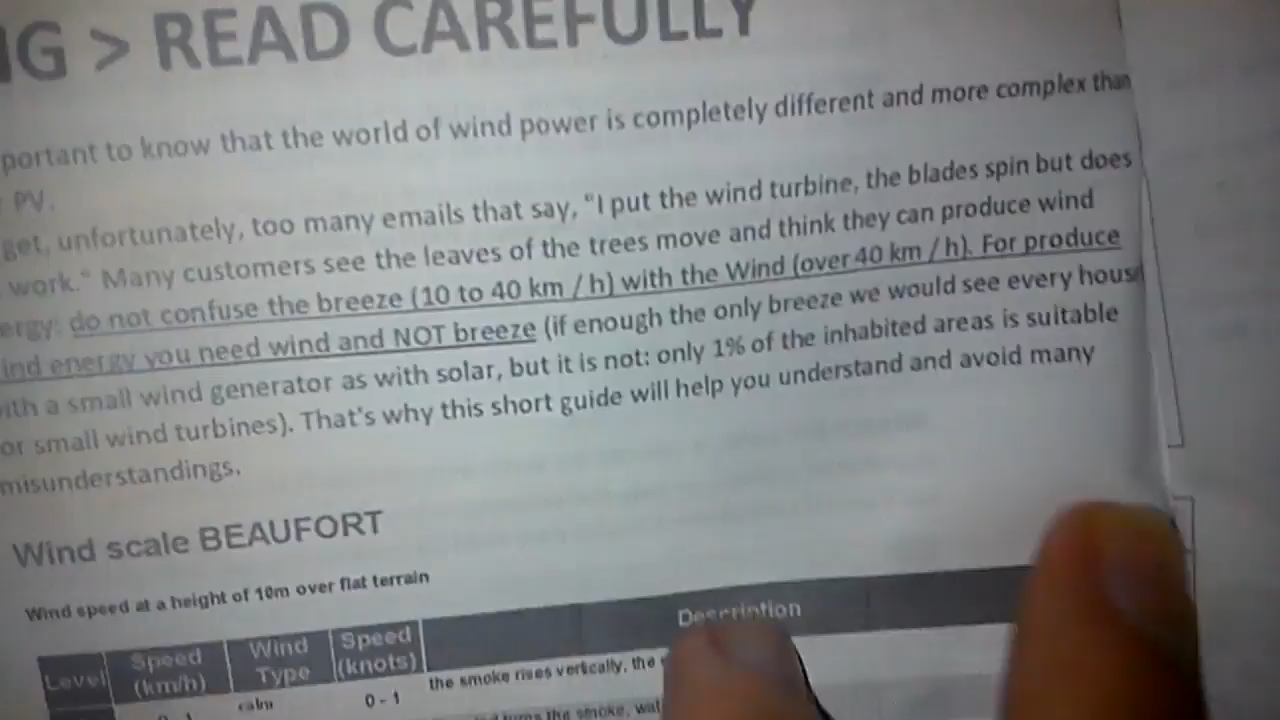 G > READ CAREFULLY
portant to know that the world of wind power is completely different and more complex than
PV.
get, unfortunately, too many emails that say, "I put the wind turbine, the blades spin but does
work." Many customers see the leaves of the trees move and think they can produce wind
ergy: do not confuse the breeze (10 to 40 km / h) with the Wind (over 40 km / h). For produce
ind energy you need wind and NOT breeze (if enough the only breeze we would see every hous
ith a small wind generator as with solar, but it is not: only 1% of the inhabited areas is suitable
or small wind turbines). That's why this short guide will help you understand and avoid many
misunderstandings.
Wind scale BEAUFORT
Wind speed at a height of 10m over flat terrain
Level Speed (km/h) Wind Type Speed (knots) Description
calm 0 - 1 the smoke rises vertically, the
the smoke, wat